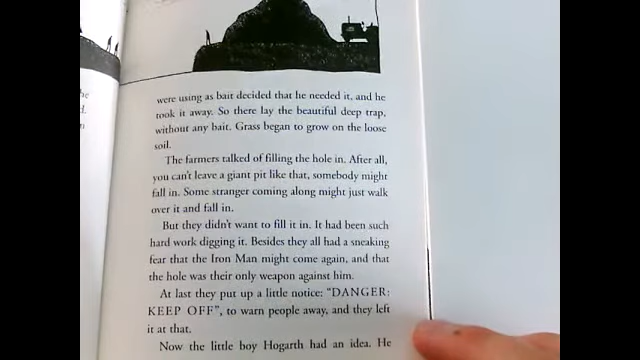 were using as bait decided that he needed it, and he
took it away. So there lay the beautiful deep trap,
without any bait. Grass began to grow on the loose
soil.
The farmers talked of filling the hole in. After all,
you can't leave a giant pit like that, somebody might
fall in. Some stranger coming along might just walk
over it and fall in.
But they didn't want to fill it in. It had been such
hard work digging it. Besides they all had a sneaking
fear that the Iron Man might come again, and that
the hole was their only weapon against him.
At last they put up a little notice: "DANGER:
KEEP OFF", to warn people away, and they left
it at that.
Now the little boy Hogarth had an idea. He